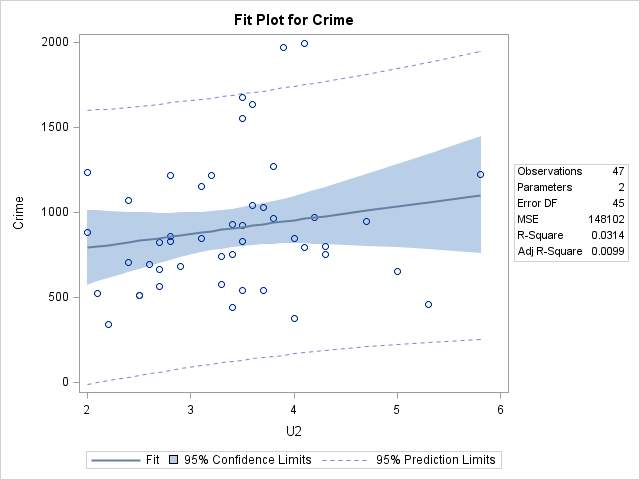 Fit Plot for Crime
2000
1500
1000
500
0
Crime
2 3 4 5 6
U2
Observations 47
Parameters 2
Error DF 45
MSE 148102
R-Square 0.0314
Adj R-Square 0.0099
Fit 95% Confidence Limits 95% Prediction Limits